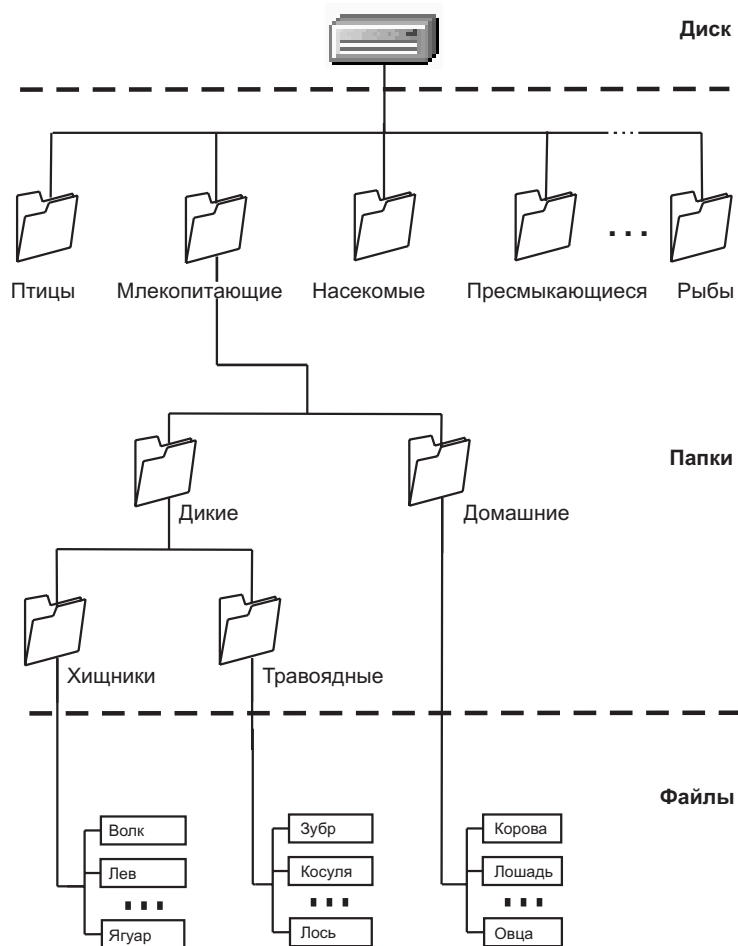 Диск
Птицы Млекопитающие Насекомые Пресмыкающиеся ... Рыбы
Папки
Дикие Домашние
Хищники Травоядные
Файлы
Волк Зубр Корова
Лев Косуля Лошадь
... ... ...
Ягуар Лось Овца